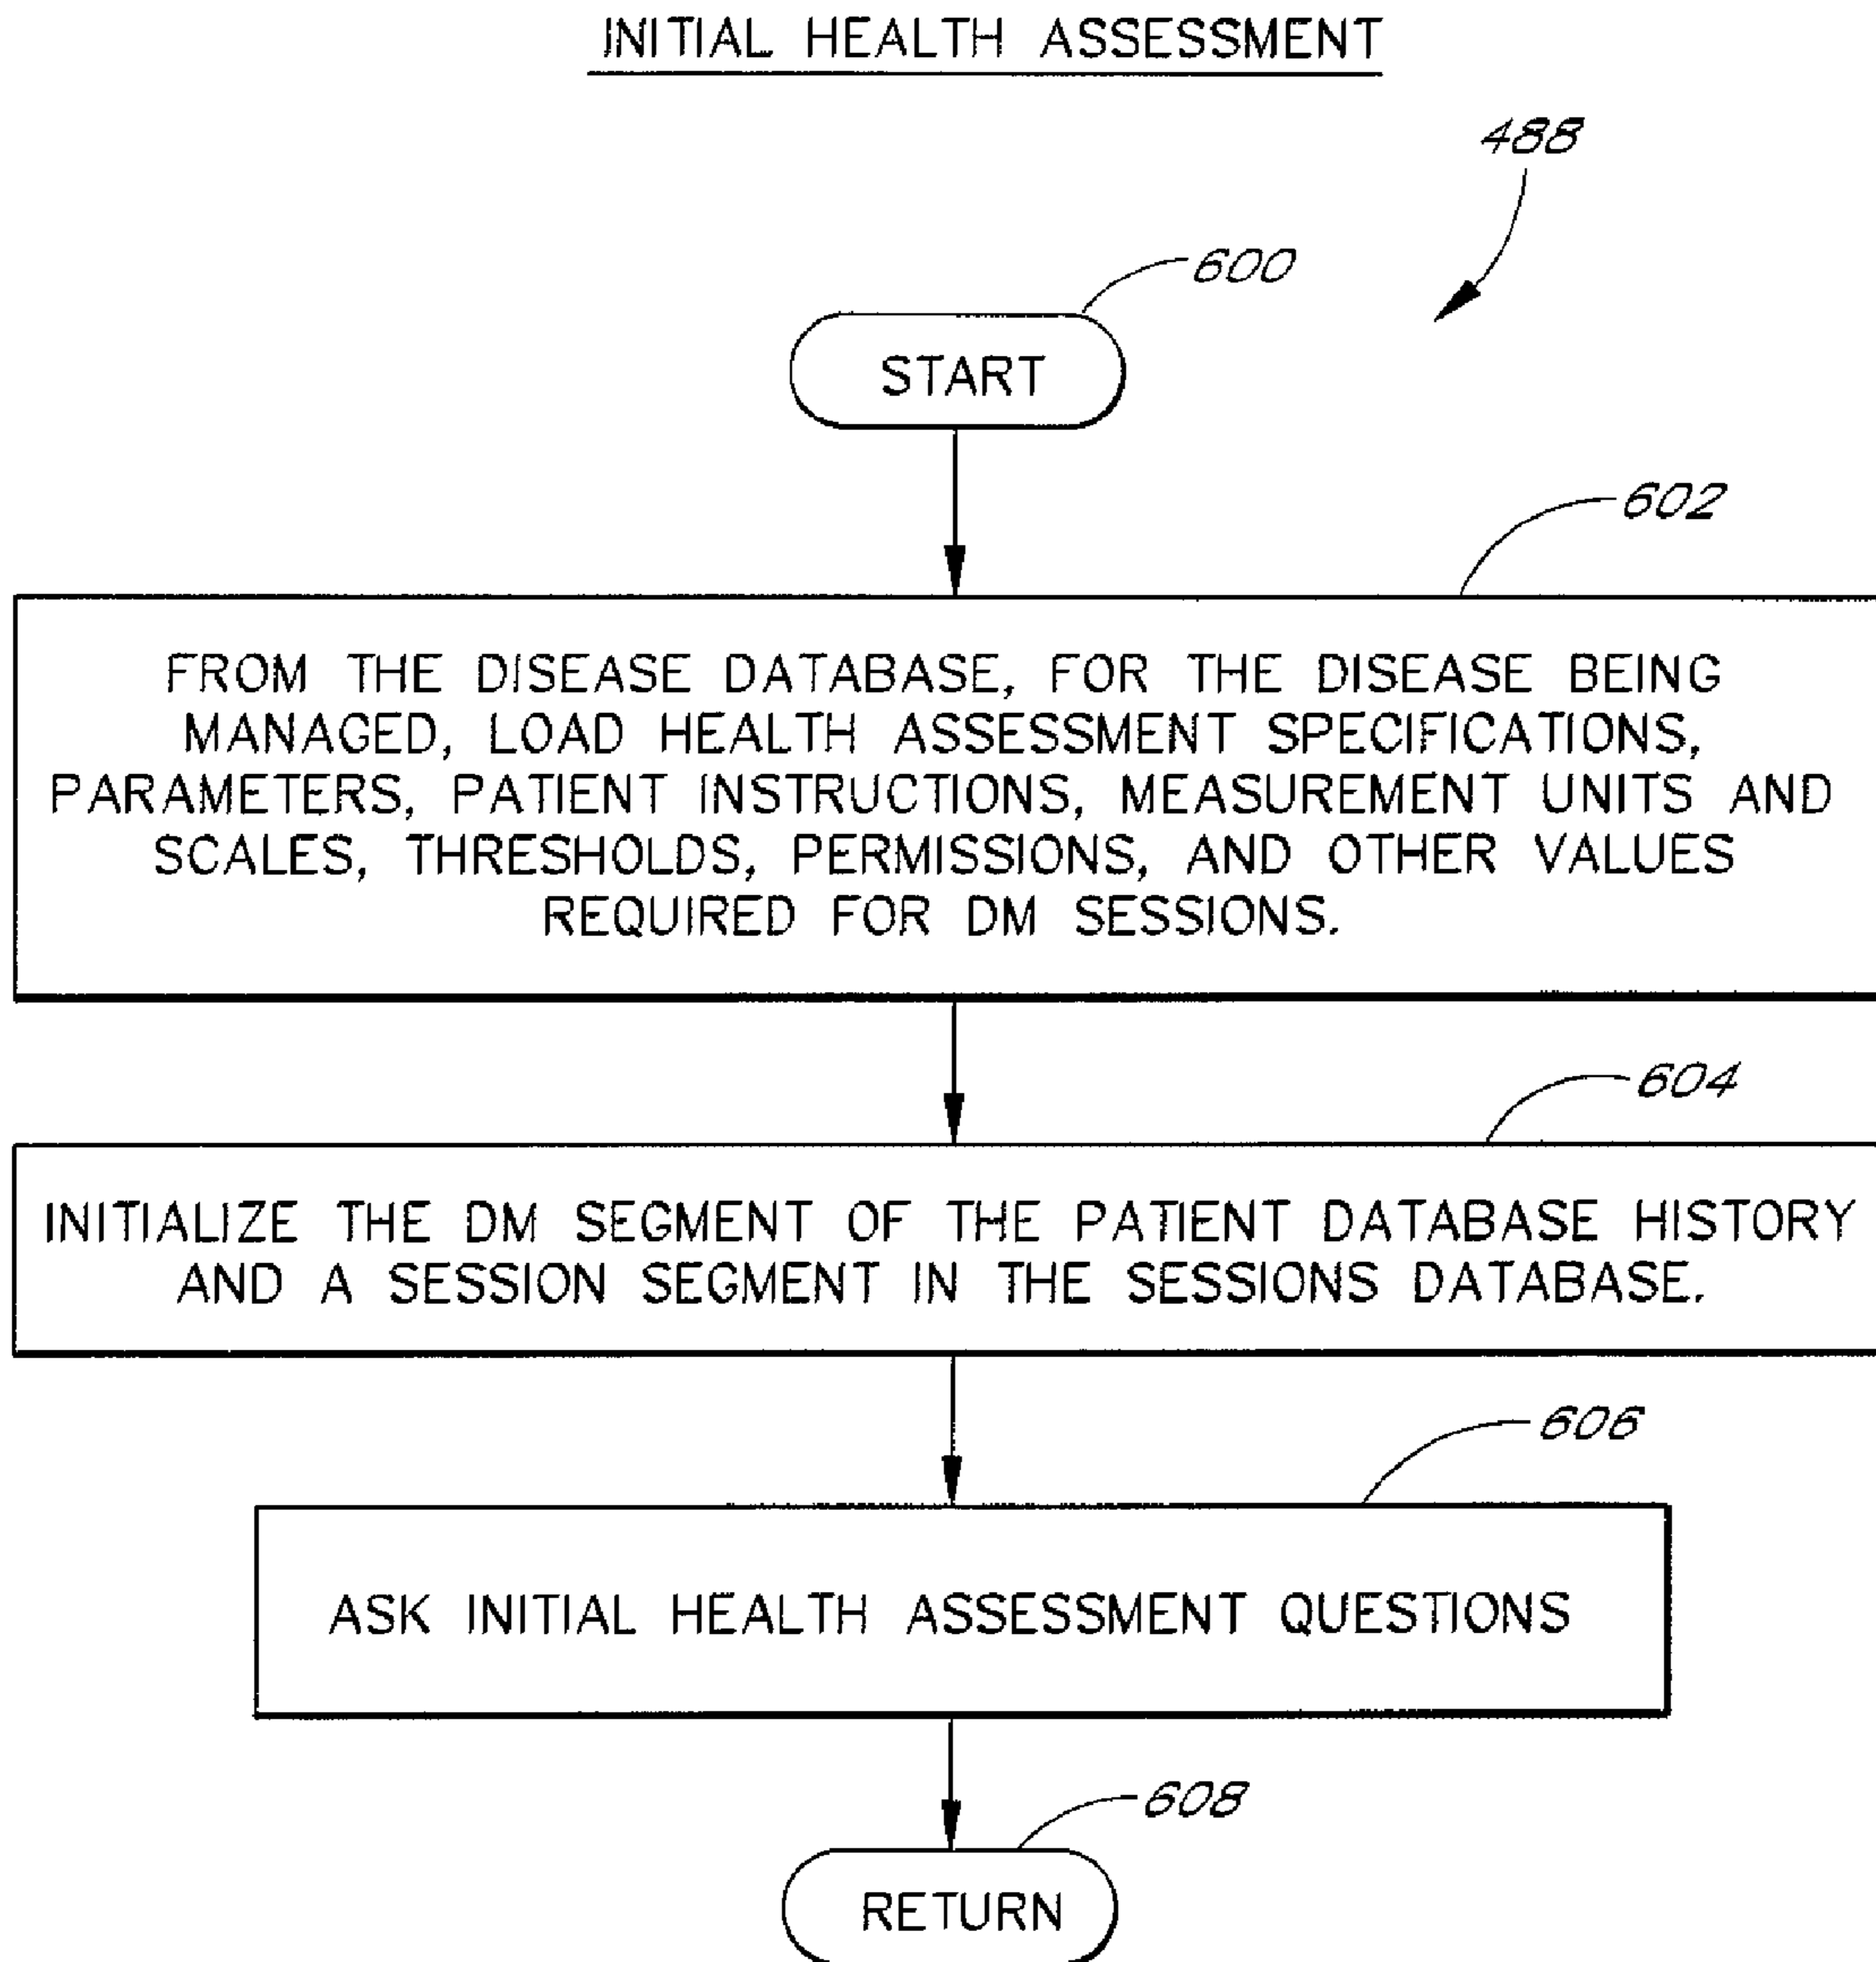 INITIAL HEALTH ASSESSMENT
488
600
START
602
FROM THE DISEASE DATABASE, FOR THE DISEASE BEING
MANAGED, LOAD HEALTH ASSESSMENT SPECIFICATIONS,
PARAMETERS, PATIENT INSTRUCTIONS, MEASUREMENT UNITS AND
SCALES, THRESHOLDS, PERMISSIONS, AND OTHER VALUES
REQUIRED FOR DM SESSIONS.
604
INITIALIZE THE DM SEGMENT OF THE PATIENT DATABASE HISTORY
AND A SESSION SEGMENT IN THE SESSIONS DATABASE.
606
ASK INITIAL HEALTH ASSESSMENT QUESTIONS
608
RETURN